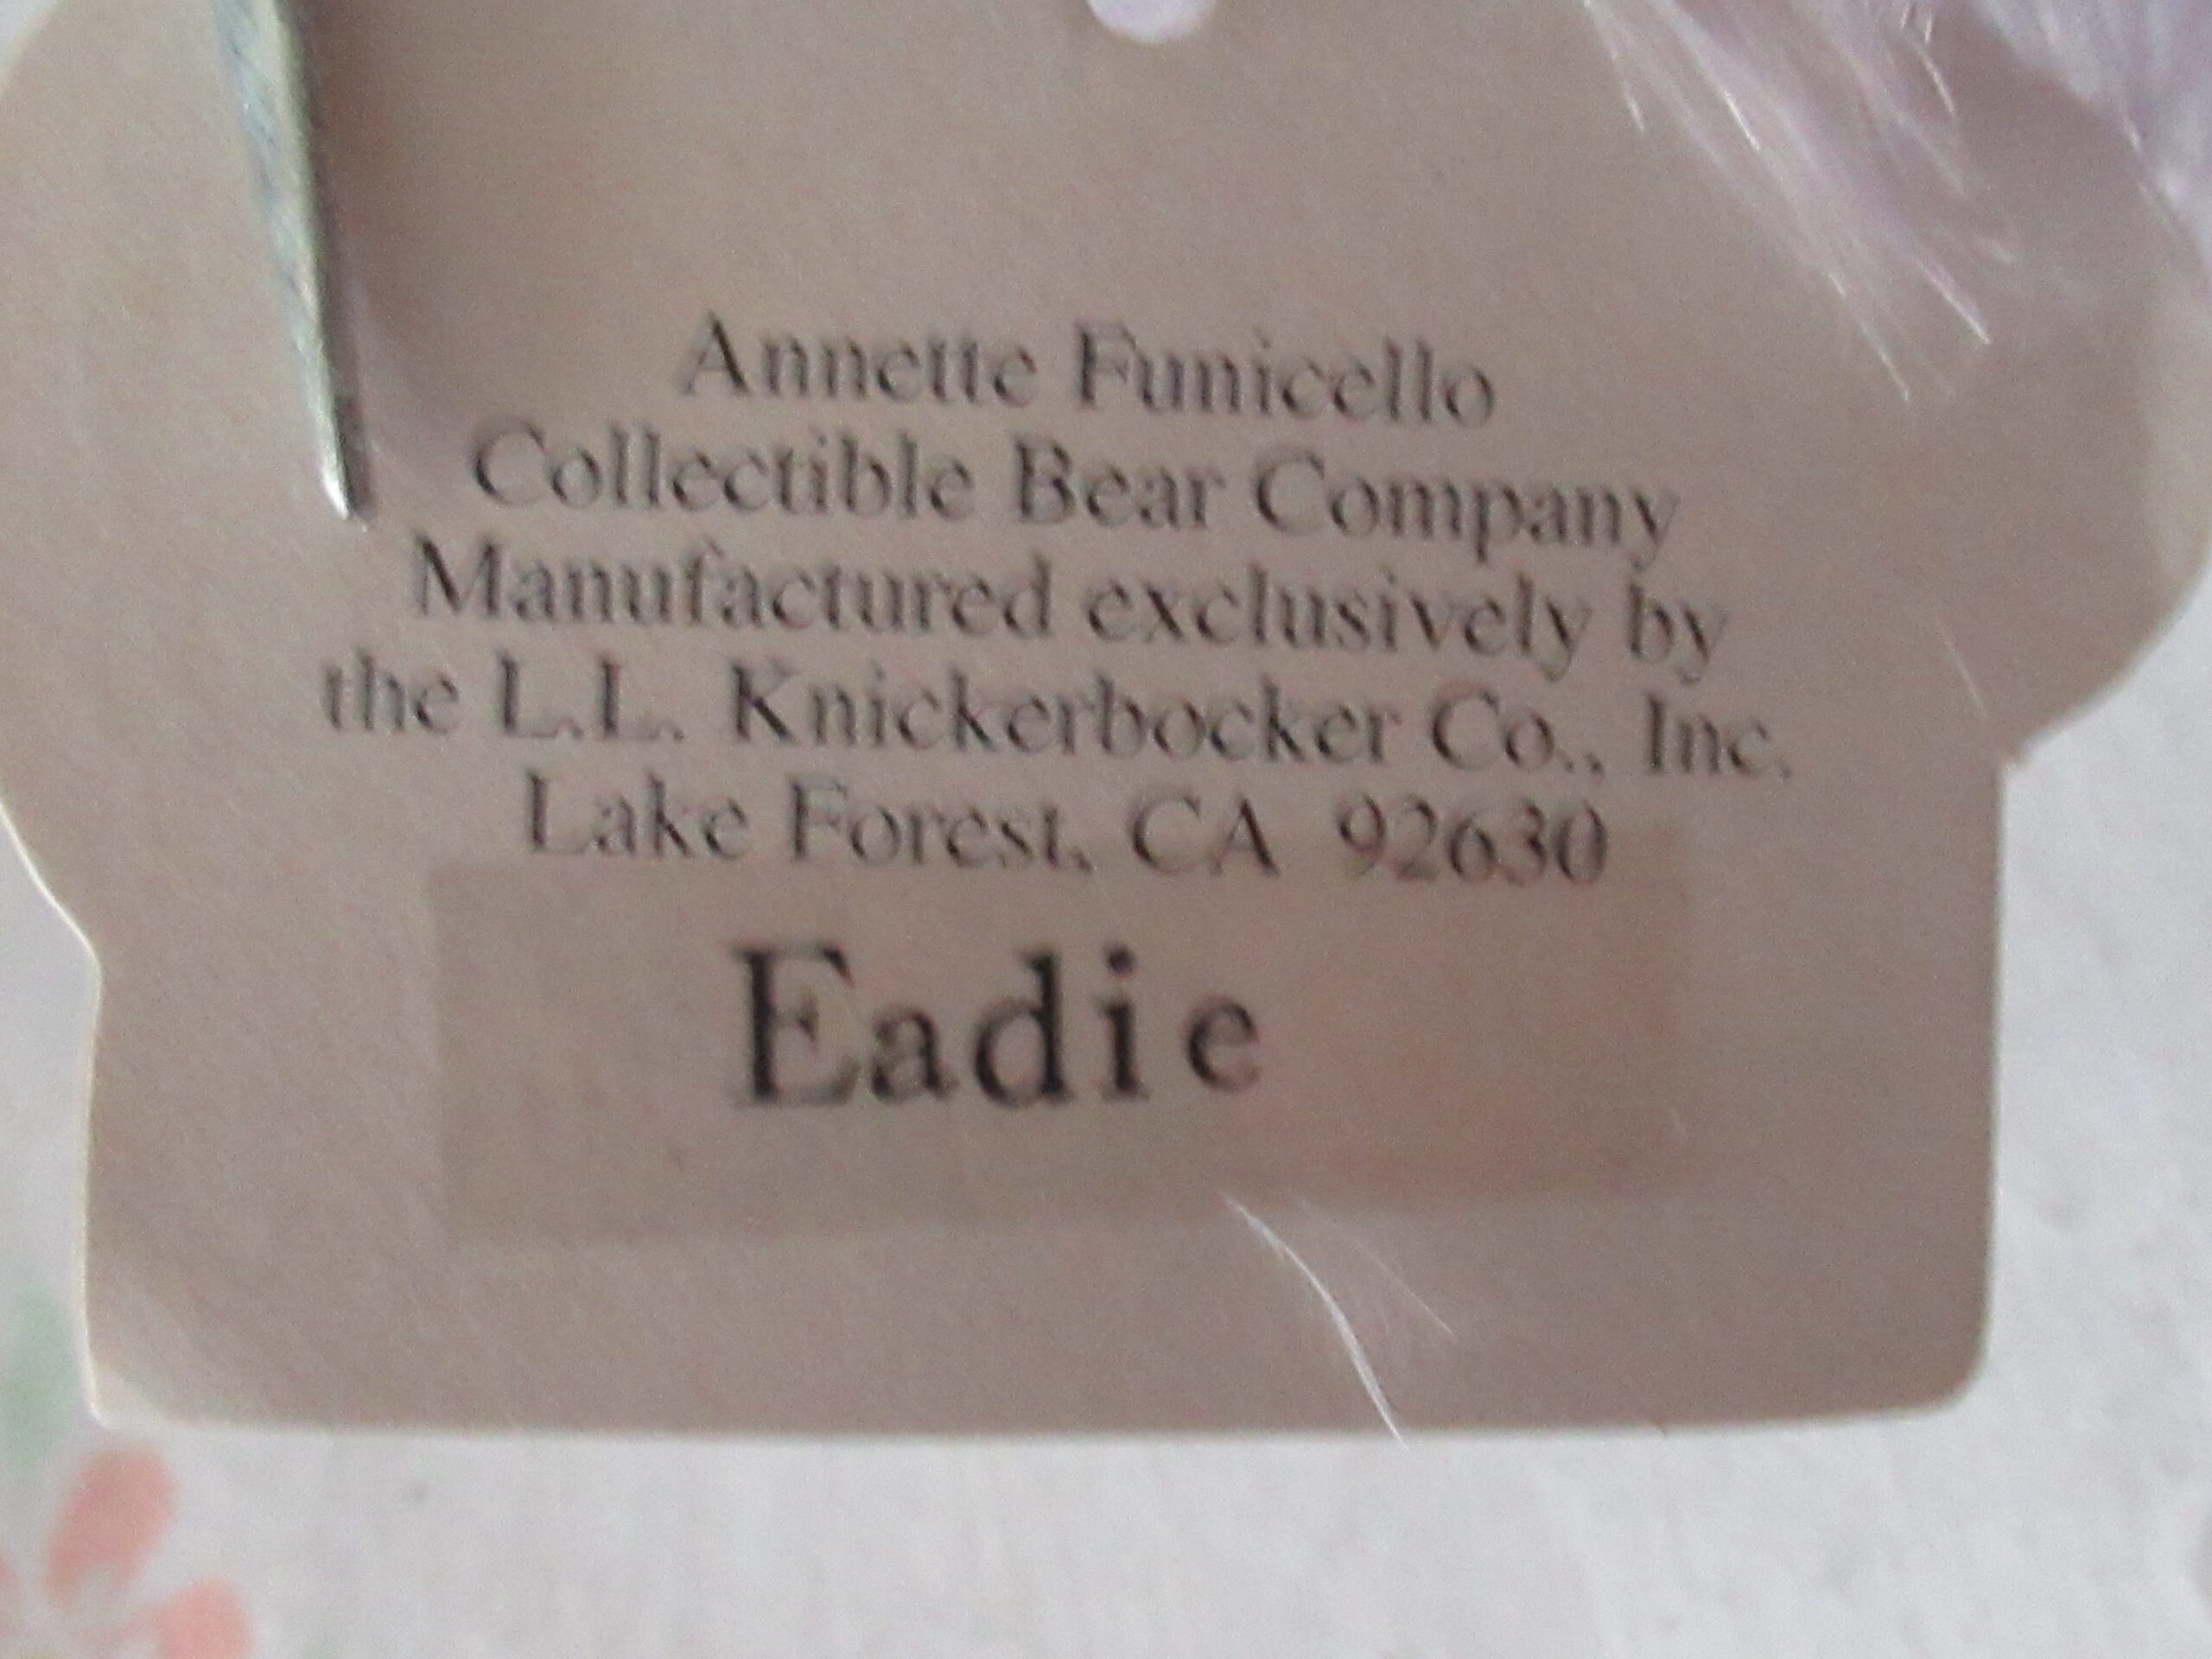 Annette Funicello
Collectible Bear Company
Manufactured exclusively by
the L.L. Knickerbocker Co., Inc.
Lake Forest, CA 92630
Eadie